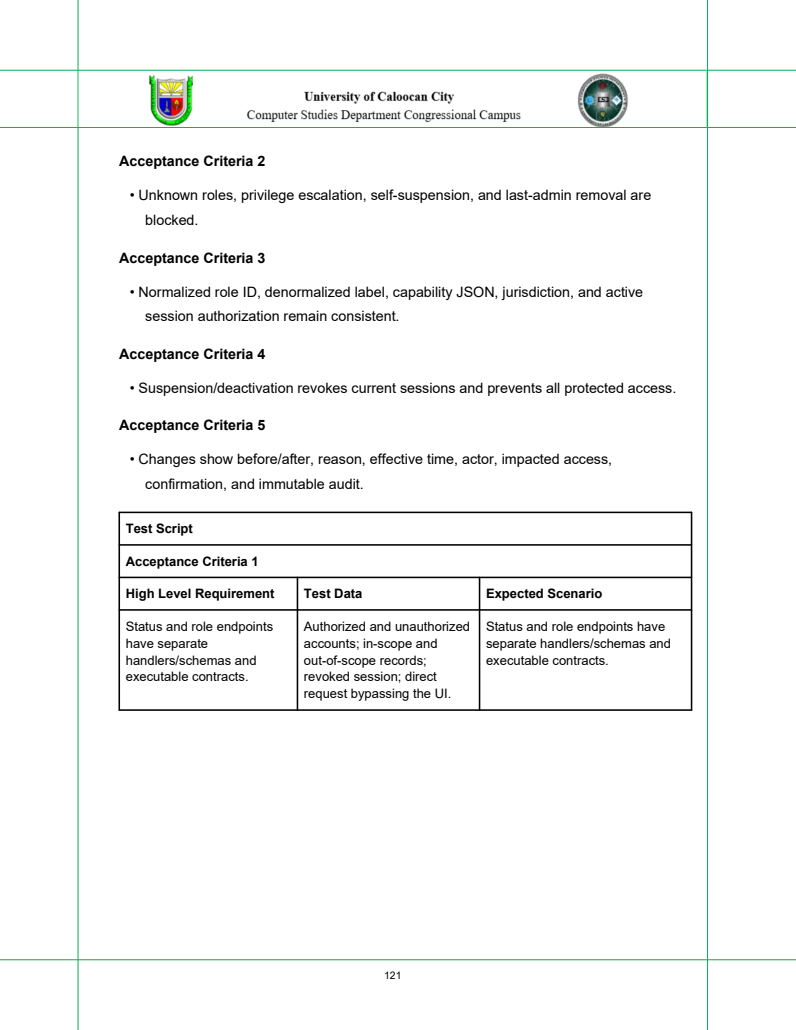 University of Caloocan City
Computer Studies Department Congressional Campus
Acceptance Criteria 2
• Unknown roles, privilege escalation, self-suspension, and last-admin removal are
blocked.
Acceptance Criteria 3
• Normalized role ID, denormalized label, capability JSON, jurisdiction, and active
session authorization remain consistent.
Acceptance Criteria 4
• Suspension/deactivation revokes current sessions and prevents all protected access.
Acceptance Criteria 5
• Changes show before/after, reason, effective time, actor, impacted access,
confirmation, and immutable audit.
Test Script
Acceptance Criteria 1
High Level Requirement
Test Data
Expected Scenario
Status and role endpoints
have separate
handlers/schemas and
executable contracts.
Authorized and unauthorized
accounts; in-scope and
out-of-scope records;
revoked session; direct
request bypassing the UI.
Status and role endpoints have
separate handlers/schemas and
executable contracts.
121